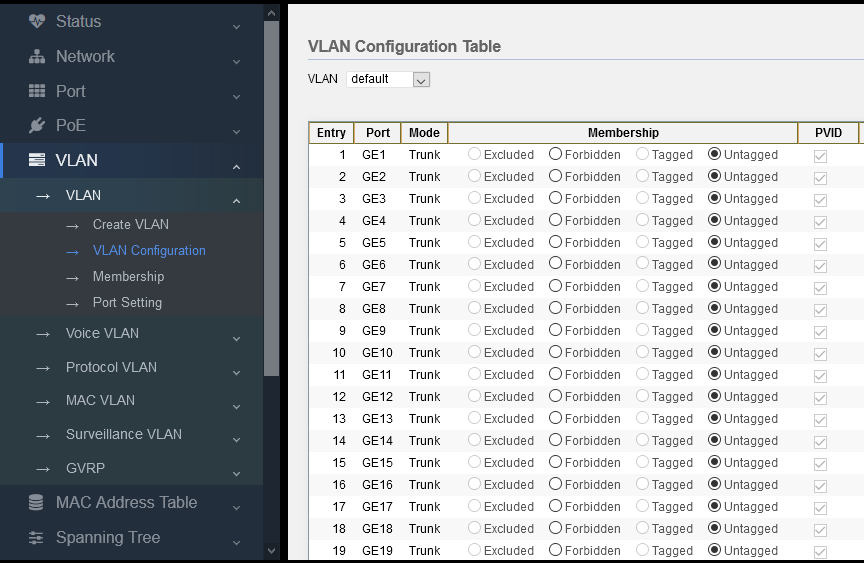 Status
Network
Port
PoE
VLAN
VLAN
Create VLAN
VLAN Configuration
Membership
Port Setting
Voice VLAN
Protocol VLAN
MAC VLAN
Surveillance VLAN
GVRP
MAC Address Table
Spanning Tree
VLAN Configuration Table
VLAN default
Entry Port Mode Membership PVID
1 GE1 Trunk Excluded Forbidden Tagged Untagged
2 GE2 Trunk Excluded Forbidden Tagged Untagged
3 GE3 Trunk Excluded Forbidden Tagged Untagged
4 GE4 Trunk Excluded Forbidden Tagged Untagged
5 GE5 Trunk Excluded Forbidden Tagged Untagged
6 GE6 Trunk Excluded Forbidden Tagged Untagged
7 GE7 Trunk Excluded Forbidden Tagged Untagged
8 GE8 Trunk Excluded Forbidden Tagged Untagged
9 GE9 Trunk Excluded Forbidden Tagged Untagged
10 GE10 Trunk Excluded Forbidden Tagged Untagged
11 GE11 Trunk Excluded Forbidden Tagged Untagged
12 GE12 Trunk Excluded Forbidden Tagged Untagged
13 GE13 Trunk Excluded Forbidden Tagged Untagged
14 GE14 Trunk Excluded Forbidden Tagged Untagged
15 GE15 Trunk Excluded Forbidden Tagged Untagged
16 GE16 Trunk Excluded Forbidden Tagged Untagged
17 GE17 Trunk Excluded Forbidden Tagged Untagged
18 GE18 Trunk Excluded Forbidden Tagged Untagged
19 GE19 Trunk Excluded Forbidden Tagged Untagged